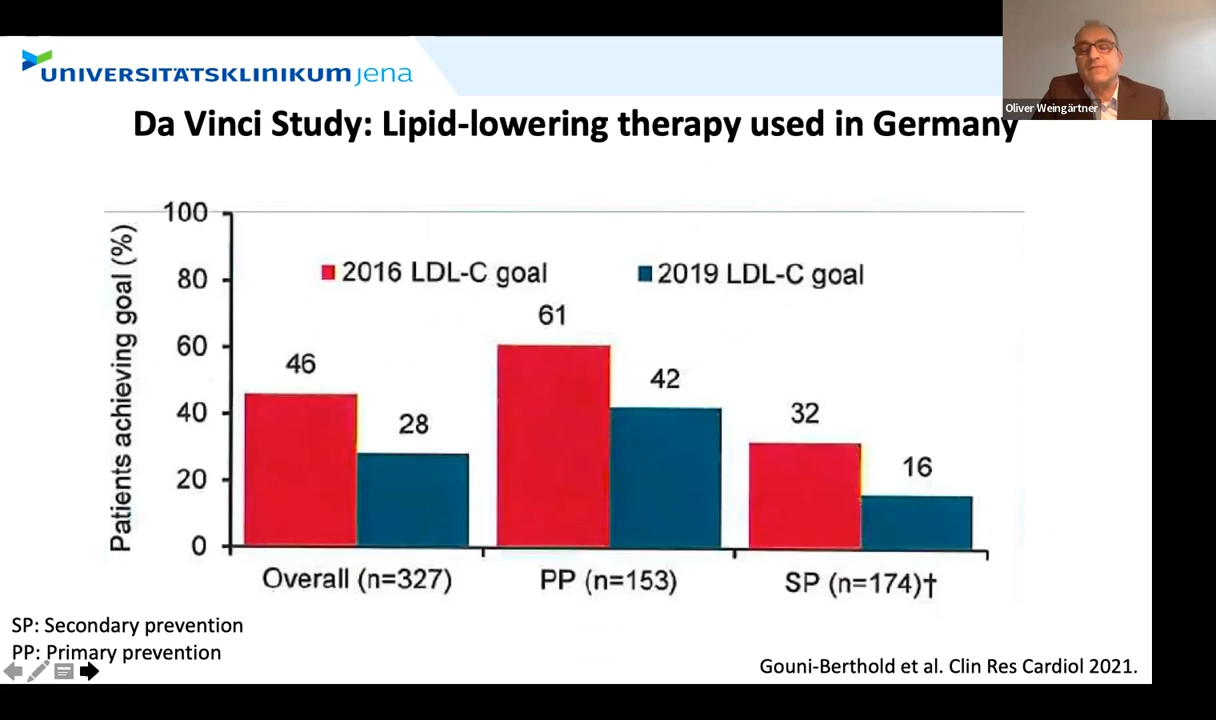 UNIVERSITÄTSKLINIKUM jena
Oliver Weingärtner
Da Vinci Study: Lipid-lowering therapy used in Germany
Patients achieving goal (%)
100
80
60
40
20
0
2016 LDL-C goal
2019 LDL-C goal
46
28
61
42
32
16
Overall (n=327)
PP (n=153)
SP (n=174)†
SP: Secondary prevention
PP: Primary prevention
Gouni-Berthold et al. Clin Res Cardiol 2021.